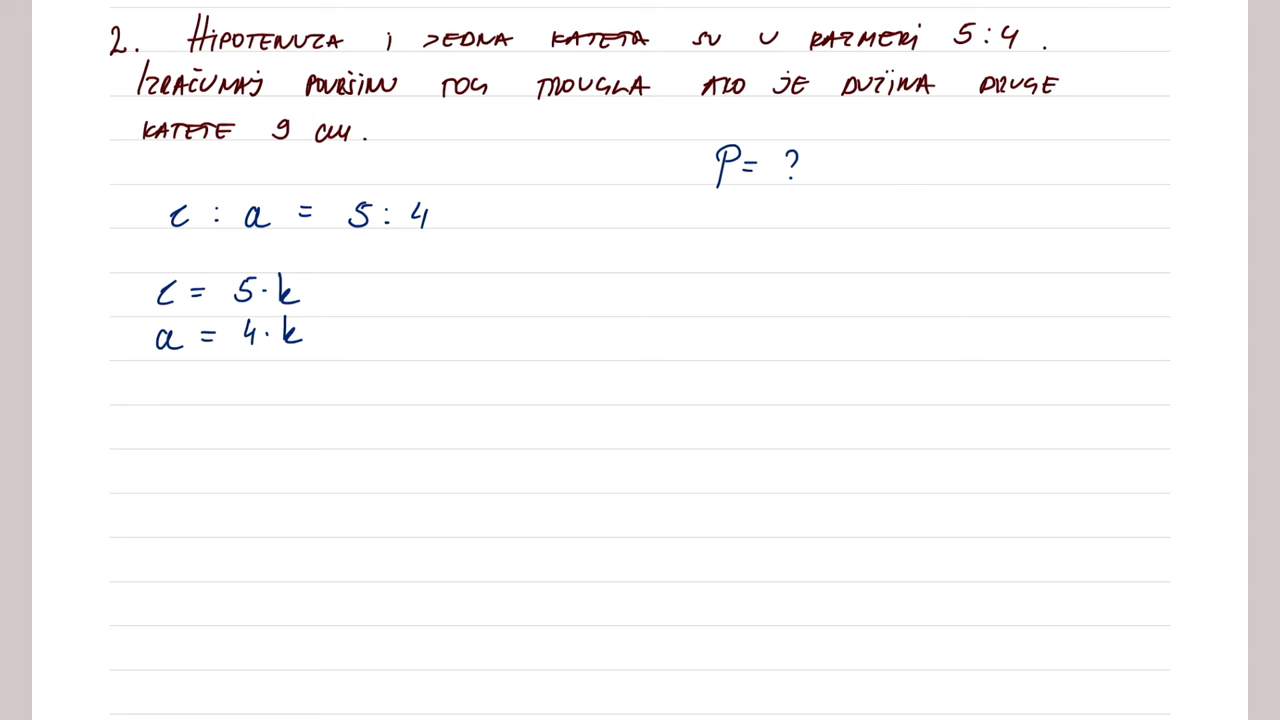 2. HIPOTENUZA I JEDNA KATETA SU U RAZMERI 5:4.
IZRAČUNAJ POVRŠINU TOG TROUGLA AKO JE DUŽINA DRUGE
KATETE 9 cm.
P = ?
c : a = 5 : 4
c = 5 · k
a = 4 · k